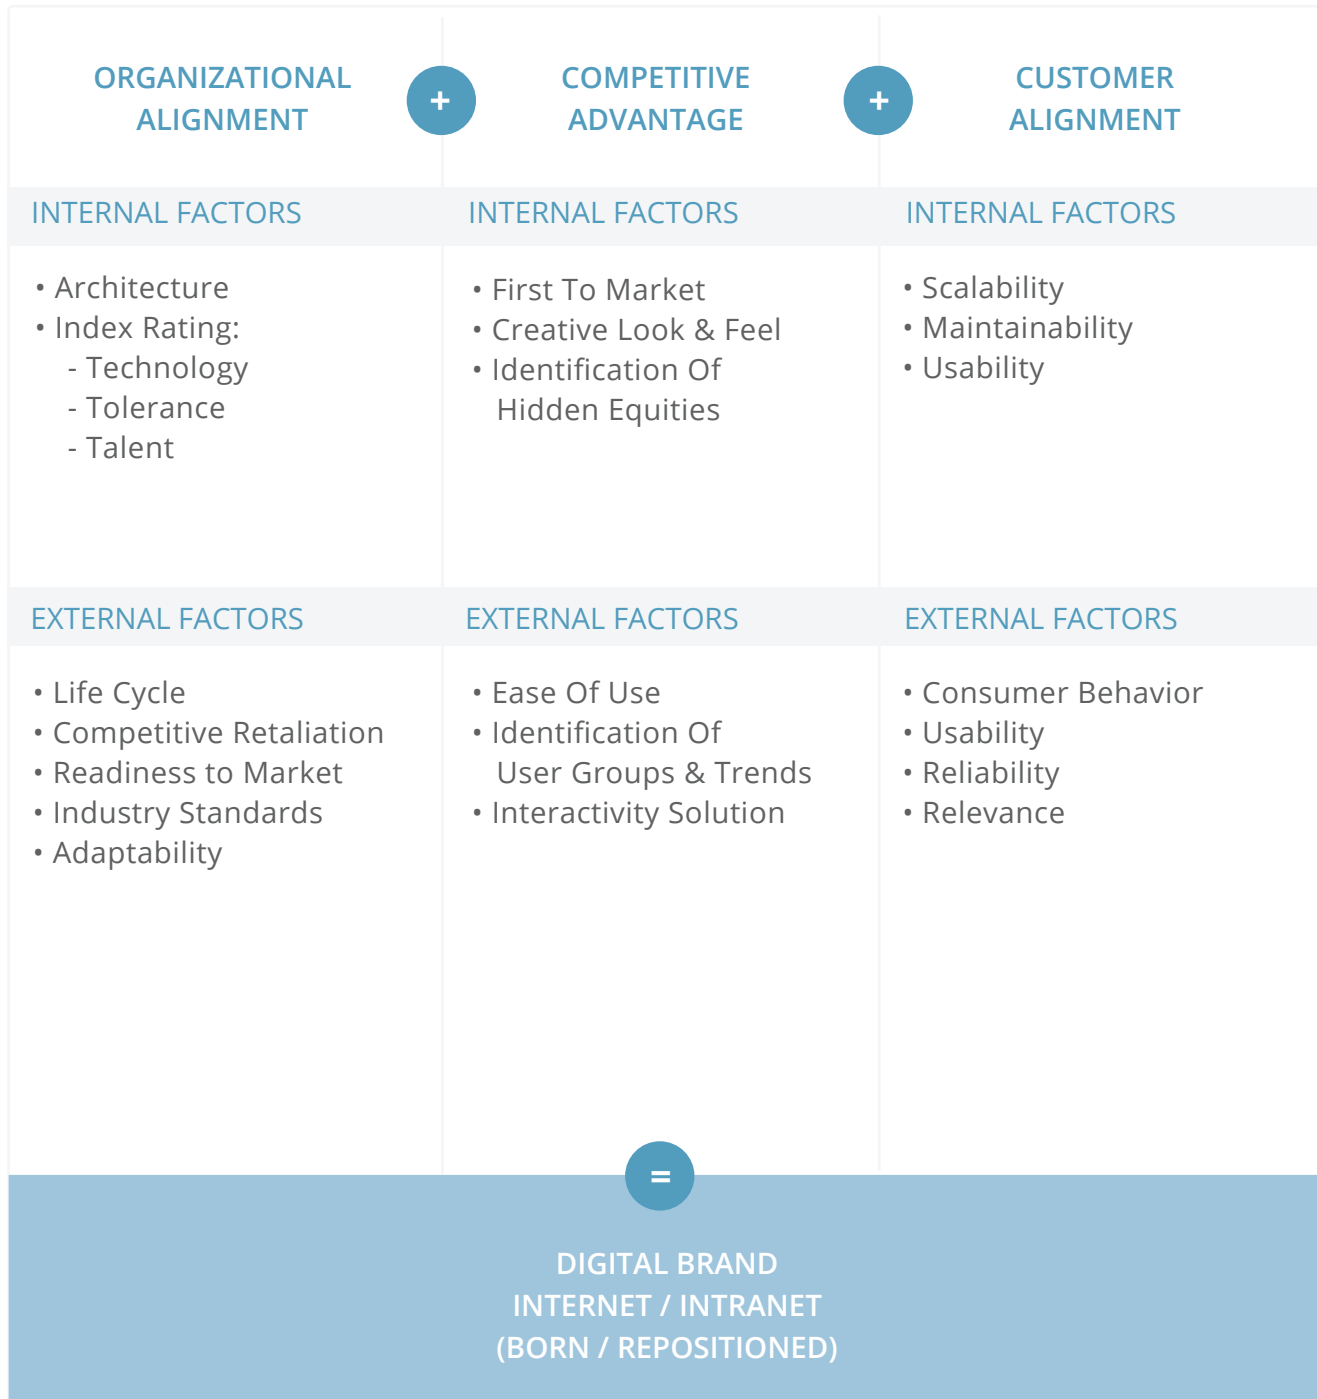 ORGANIZATIONAL
ALIGNMENT
+
COMPETITIVE
ADVANTAGE
+
CUSTOMER
ALIGNMENT
INTERNAL FACTORS
• Architecture
• Index Rating:
- Technology
- Tolerance
- Talent
INTERNAL FACTORS
• First To Market
• Creative Look & Feel
• Identification Of
Hidden Equities
INTERNAL FACTORS
• Scalability
• Maintainability
• Usability
EXTERNAL FACTORS
• Life Cycle
• Competitive Retaliation
• Readiness to Market
• Industry Standards
• Adaptability
EXTERNAL FACTORS
• Ease Of Use
• Identification Of
User Groups & Trends
• Interactivity Solution
EXTERNAL FACTORS
• Consumer Behavior
• Usability
• Reliability
• Relevance
=
DIGITAL BRAND
INTERNET / INTRANET
(BORN / REPOSITIONED)